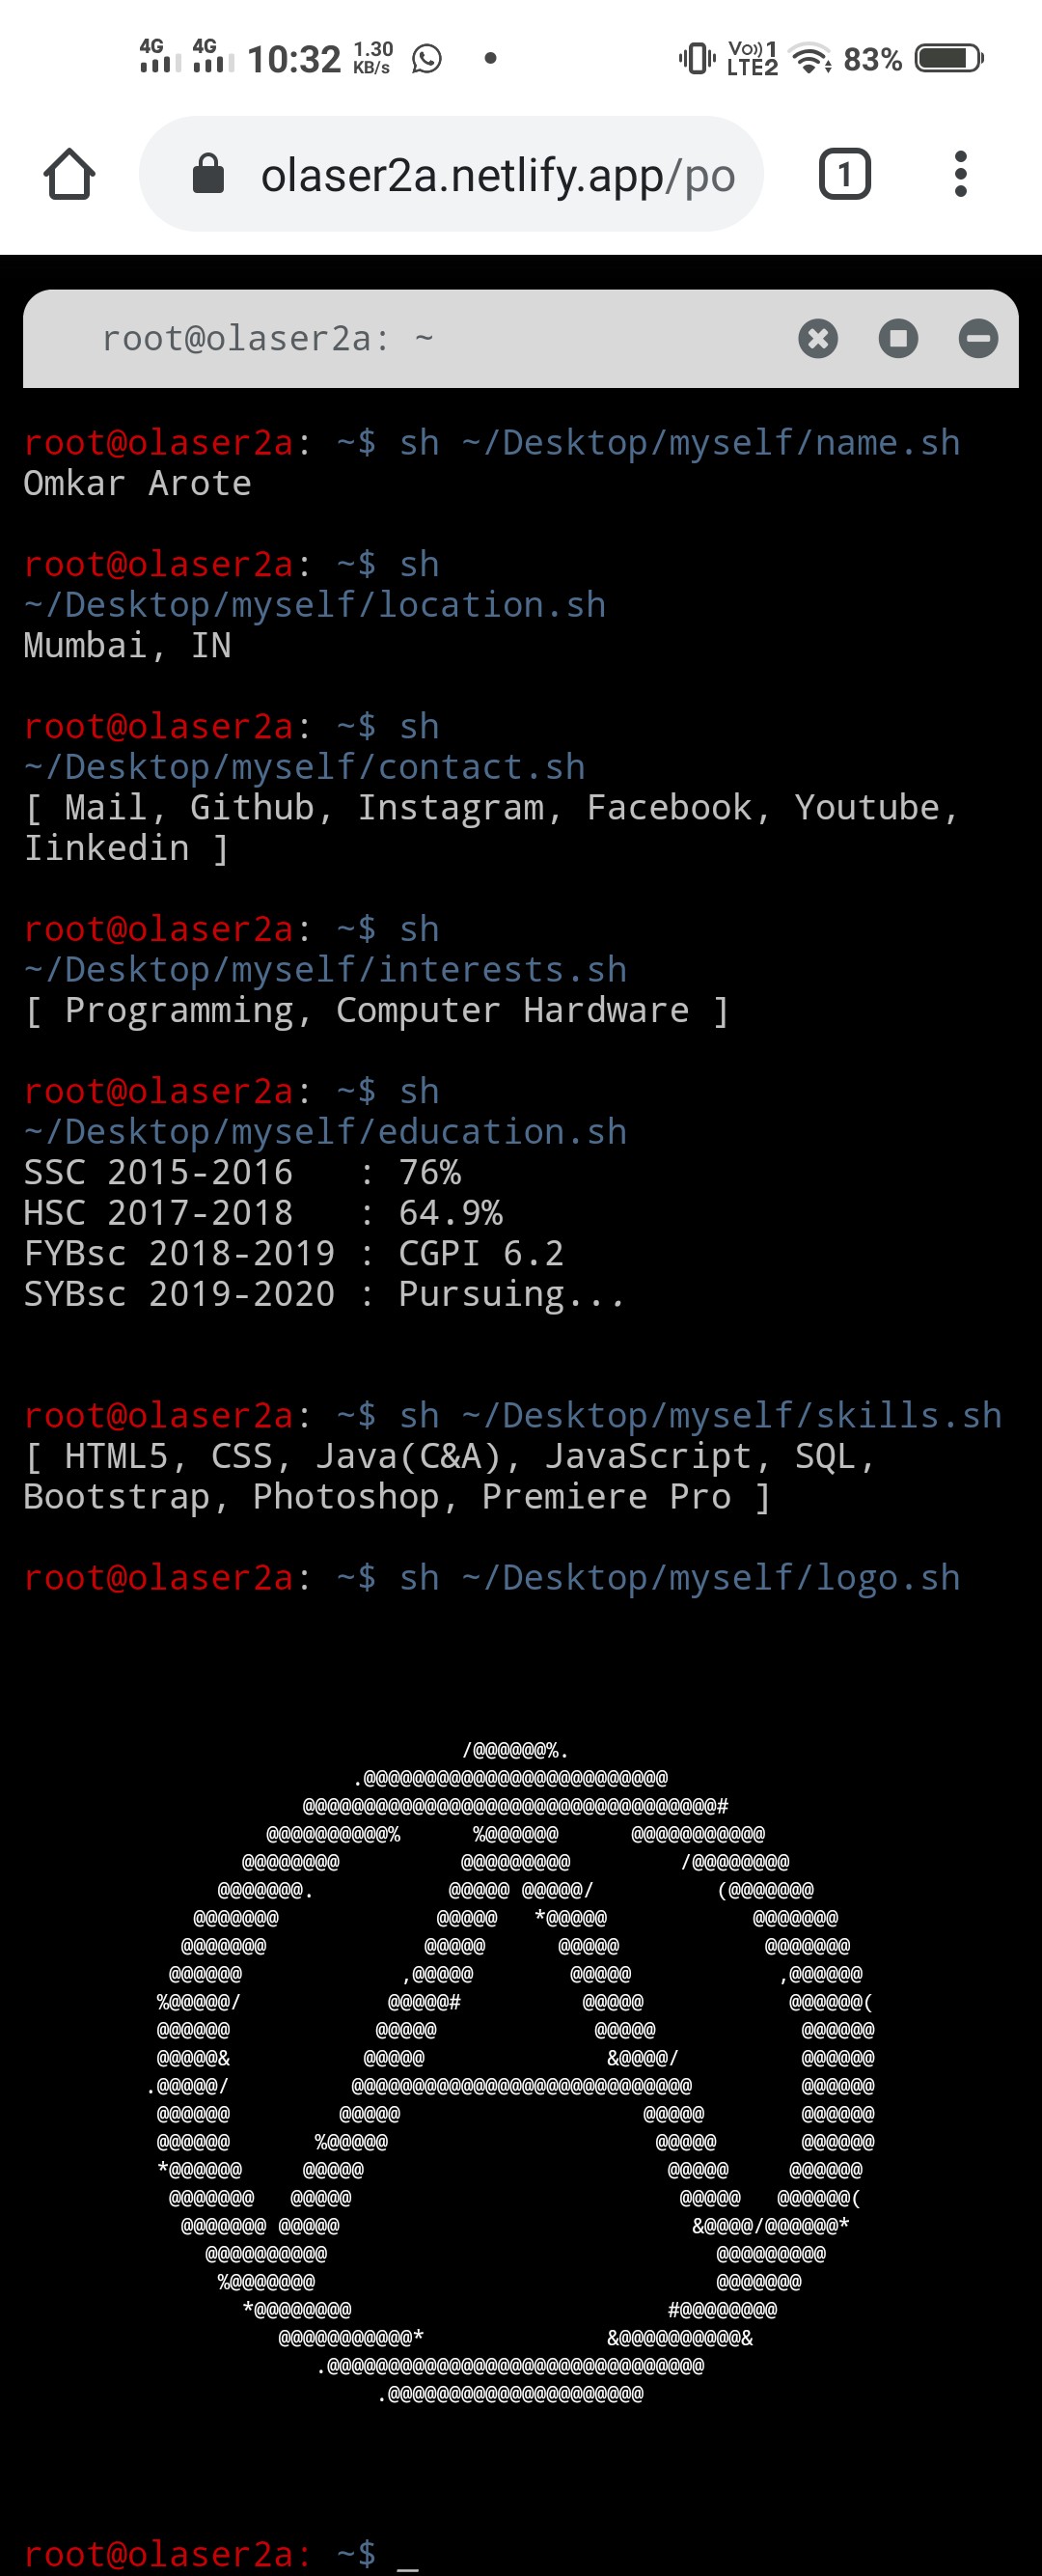 4G 4G 10:32 1.30 KB/s Vo)) 1 LTE2 83%
olaser2a.netlify.app/po 1
root@olaser2a: ~
root@olaser2a: ~$ sh ~/Desktop/myself/name.sh
Omkar Arote
root@olaser2a: ~$ sh
~/Desktop/myself/location.sh
Mumbai, IN
root@olaser2a: ~$ sh
~/Desktop/myself/contact.sh
[ Mail, Github, Instagram, Facebook, Youtube,
Iinkedin ]
root@olaser2a: ~$ sh
~/Desktop/myself/interests.sh
[ Programming, Computer Hardware ]
root@olaser2a: ~$ sh
~/Desktop/myself/education.sh
SSC 2015-2016   : 76%
HSC 2017-2018   : 64.9%
FYBsc 2018-2019 : CGPI 6.2
SYBsc 2019-2020 : Pursuing...
root@olaser2a: ~$ sh ~/Desktop/myself/skills.sh
[ HTML5, CSS, Java(C&A), JavaScript, SQL,
Bootstrap, Photoshop, Premiere Pro ]
root@olaser2a: ~$ sh ~/Desktop/myself/logo.sh
root@olaser2a: ~$ _